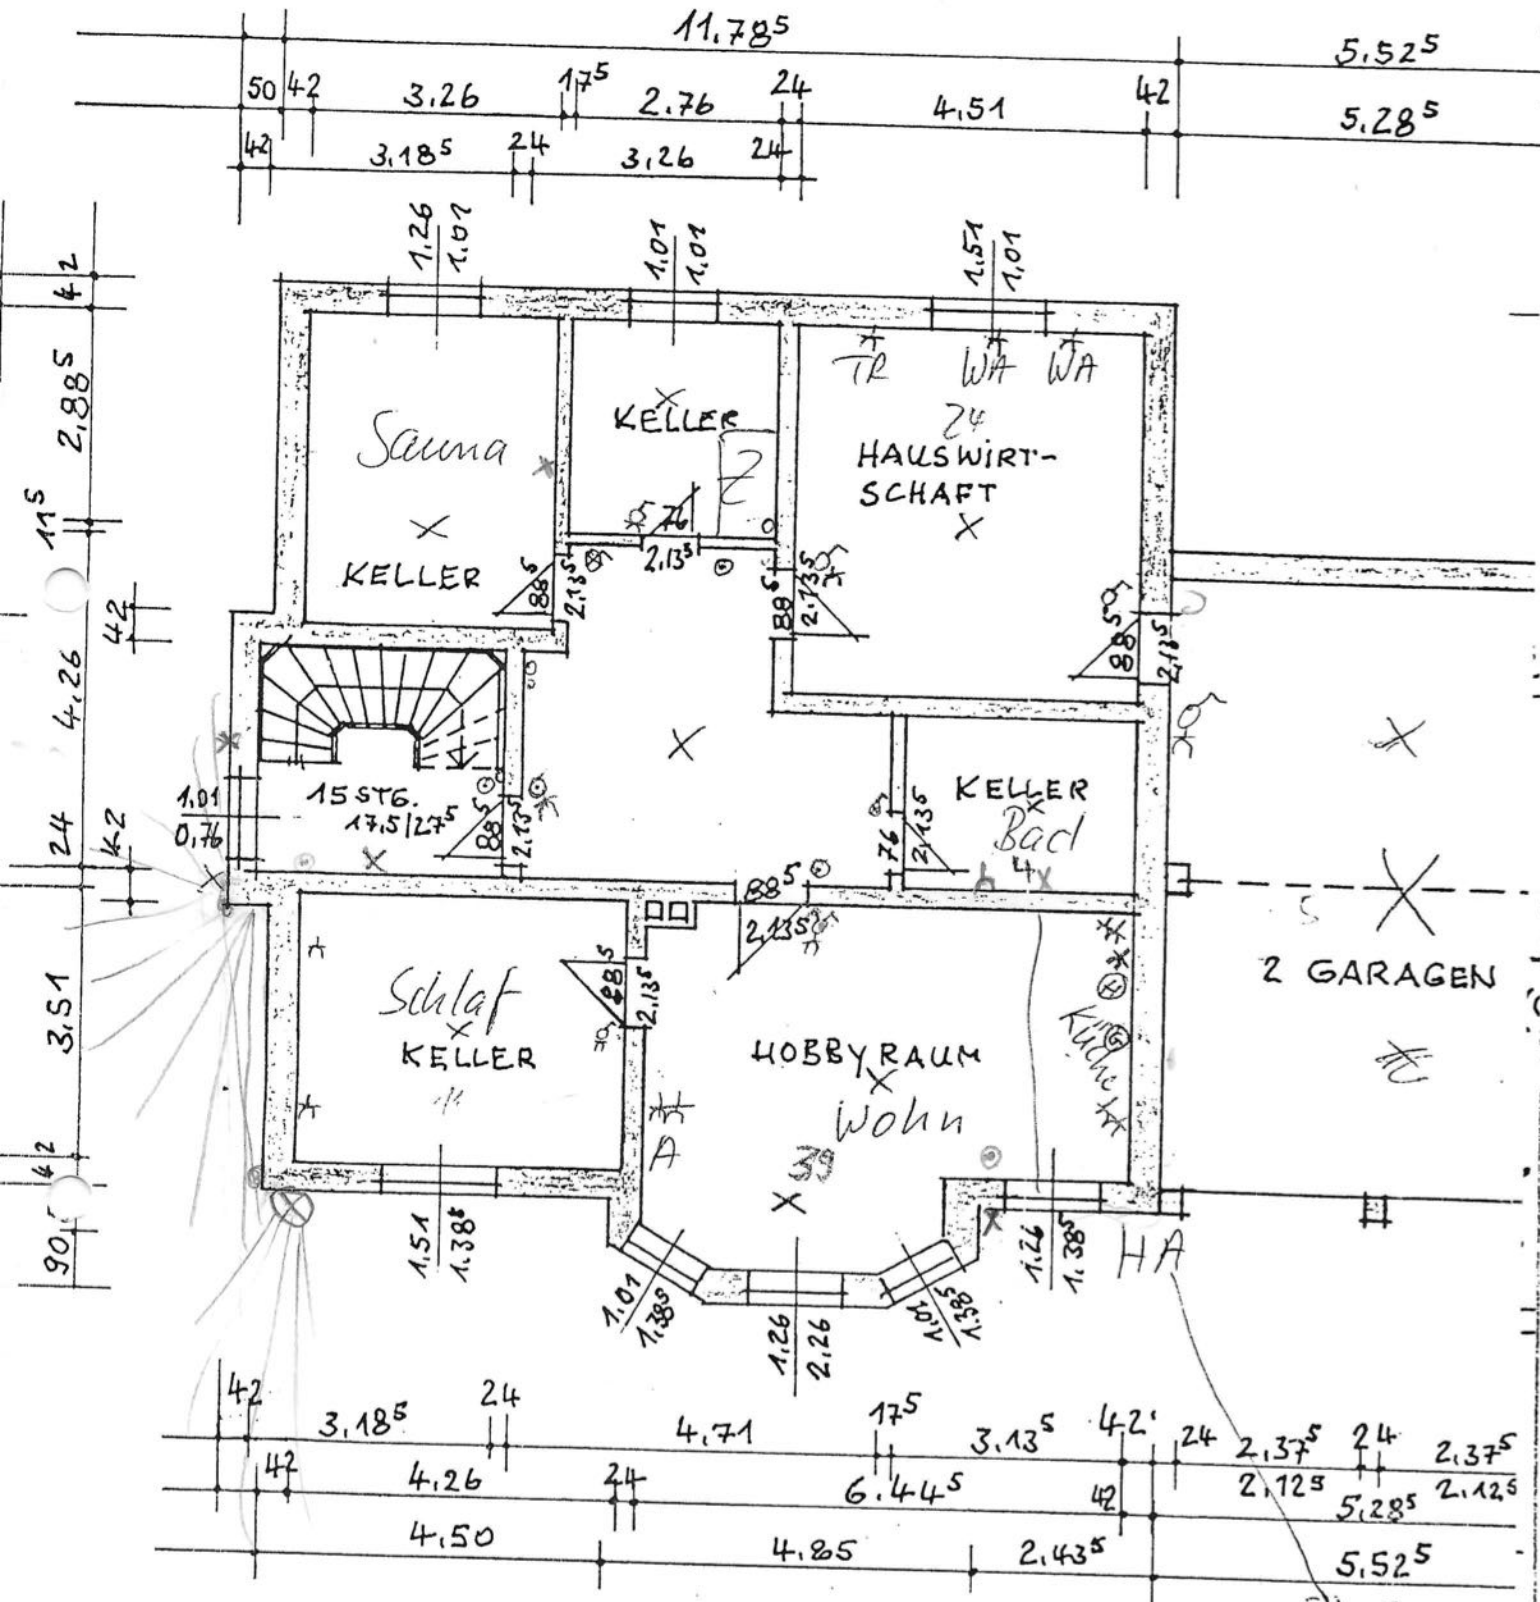 11.78⁵
5.52⁵
50 42 3.26 17⁵ 2.76 24 4.51 42 5.28⁵
42 3.18⁵ 24 3.26 24
1.26 1.01
1.01 1.01
1.51 1.01
42
2.88⁵
11⁵
42
4.26
24
42
3.51
42
90
TR WA WA
24
HAUSWIRT-
SCHAFT
KELLER
Z
Sauna
KELLER
76
2.13⁵
88⁵
2.13⁵
88⁵
2.13⁵
88⁵
2.13⁵
1.01
0,76
15 STG.
17,5/27⁵
88⁵
2.13⁵
KELLER
Bad
4
76
2.13⁵
88⁵
2.13⁵
5
2 GARAGEN
Schlaf
KELLER
88⁵
2.13⁵
HOBBYRAUM
Wohn
39
Küche
A
HA
1.51 1.38⁵
1.01 1.38⁵
1.26 2.26
1.01 1.38⁵
1.26 1.38⁵
42 3.18⁵ 24 4.71 17⁵ 3.13⁵ 42 24 2.37⁵ 24 2.37⁵
2.12⁵ 2.12⁵
42 4.26 24 6.44⁵ 42 5.28⁵
4.50 4.85 2.43⁵ 5.52⁵